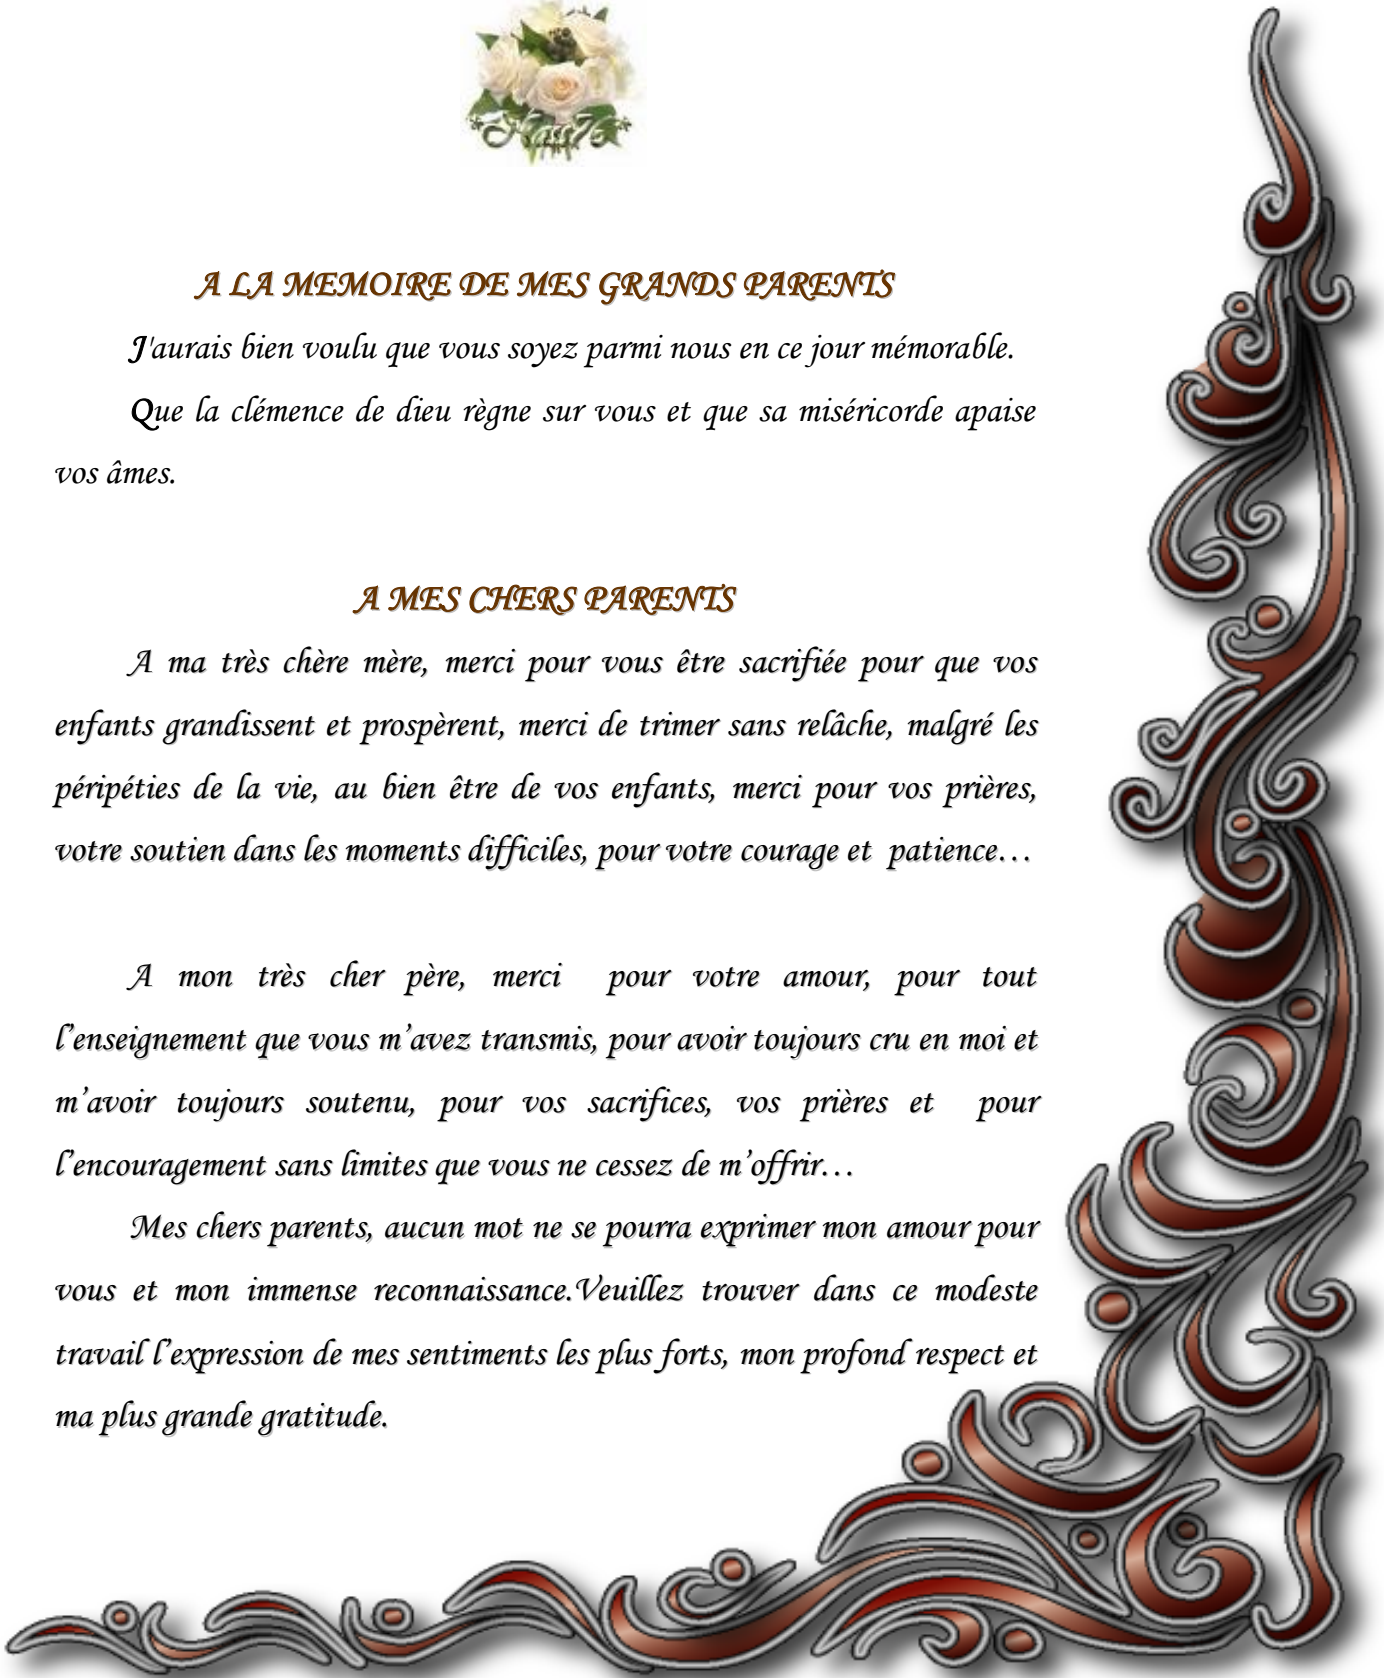 A LA MEMOIRE DE MES GRANDS PARENTS
J'aurais bien voulu que vous soyez parmi nous en ce jour mémorable.
Que la clémence de dieu règne sur vous et que sa miséricorde apaise
vos âmes.
A MES CHERS PARENTS
A ma très chère mère, merci pour vous être sacrifiée pour que vos
enfants grandissent et prospèrent, merci de trimer sans relâche, malgré les
péripéties de la vie, au bien être de vos enfants, merci pour vos prières,
votre soutien dans les moments difficiles, pour votre courage et patience…
A mon très cher père, merci pour votre amour, pour tout
l’enseignement que vous m’avez transmis, pour avoir toujours cru en moi et
m’avoir toujours soutenu, pour vos sacrifices, vos prières et pour
l’encouragement sans limites que vous ne cessez de m’offrir…
Mes chers parents, aucun mot ne se pourra exprimer mon amour pour
vous et mon immense reconnaissance.Veuillez trouver dans ce modeste
travail l’expression de mes sentiments les plus forts, mon profond respect et
ma plus grande gratitude.